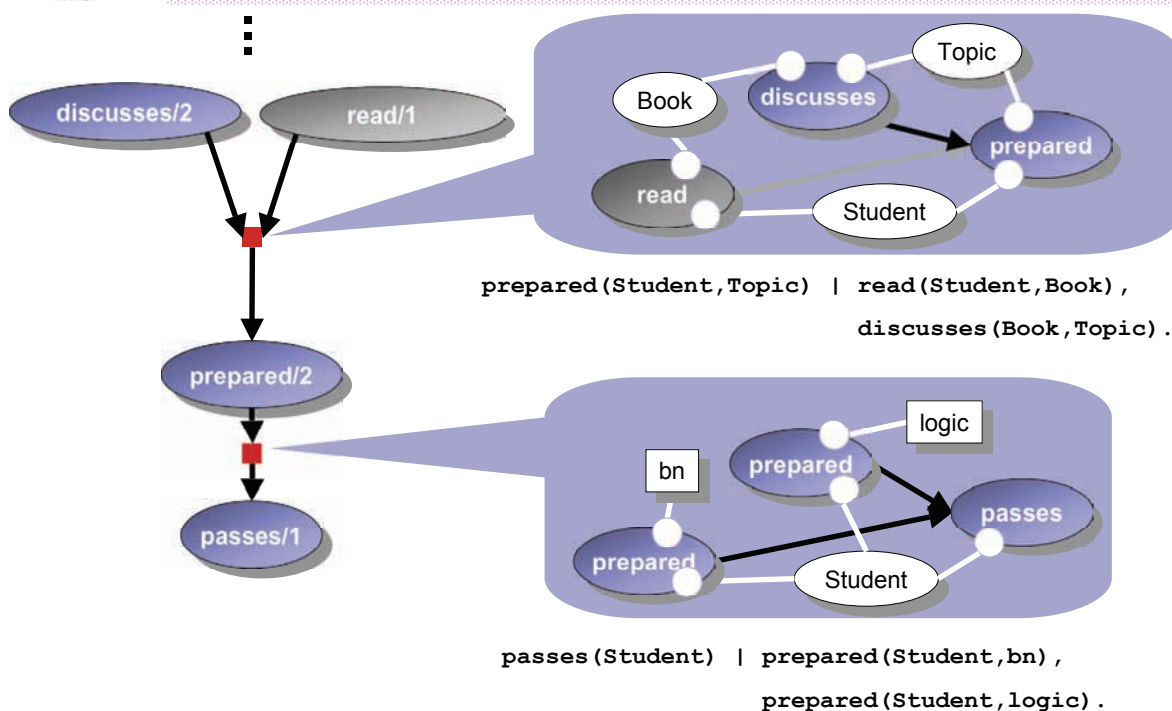 discusses/2
read/1
Topic
Book
discusses
prepared
read
Student
prepared(Student,Topic) | read(Student,Book),
discusses(Book,Topic).
prepared/2
logic
bn
prepared
passes
passes/1
prepared
Student
passes(Student) | prepared(Student,bn),
prepared(Student,logic).